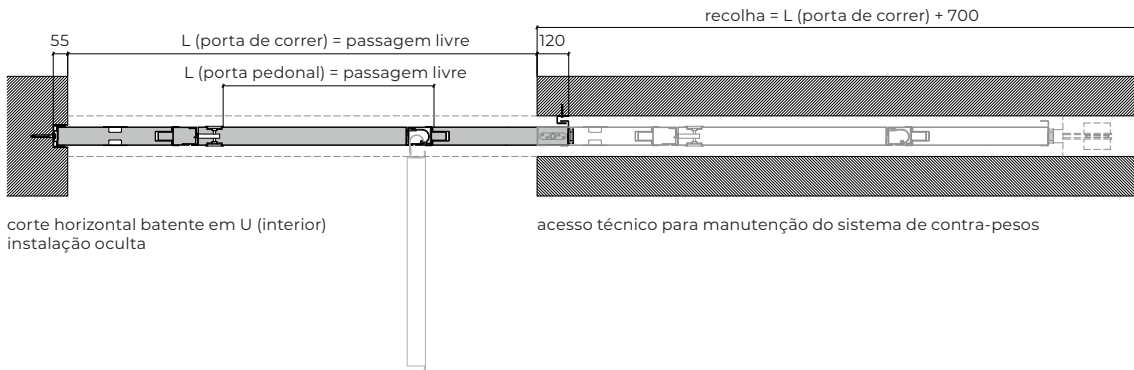 recolha = L (porta de correr) + 700
55
L (porta de correr) = passagem livre
120
L (porta pedonal) = passagem livre
corte horizontal batente em U (interior)
instalação oculta
acesso técnico para manutenção do sistema de contra-pesos